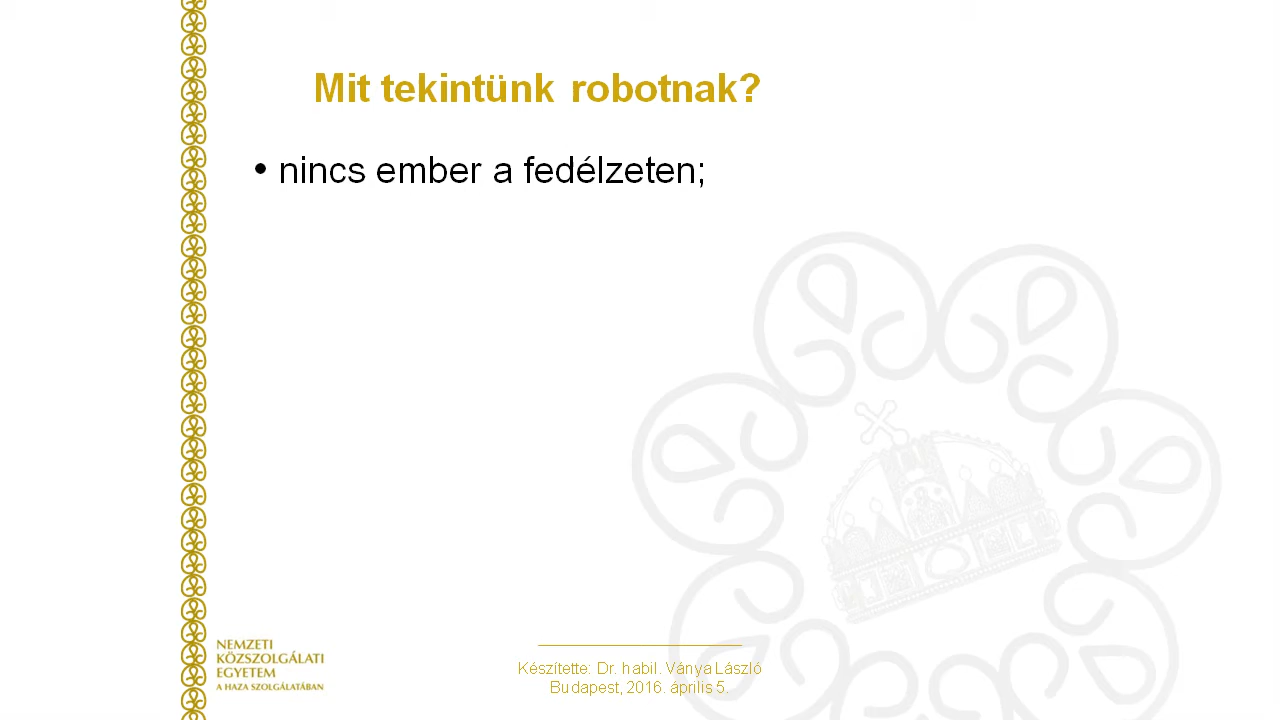 Mit tekintünk robotnak?
• nincs ember a fedélzeten;
NEMZETI
KÖZSZOLGÁLATI
EGYETEM
A HAZA SZOLGÁLATÁBAN
Készítette: Dr. habil. Ványa László
Budapest, 2016. április 5.